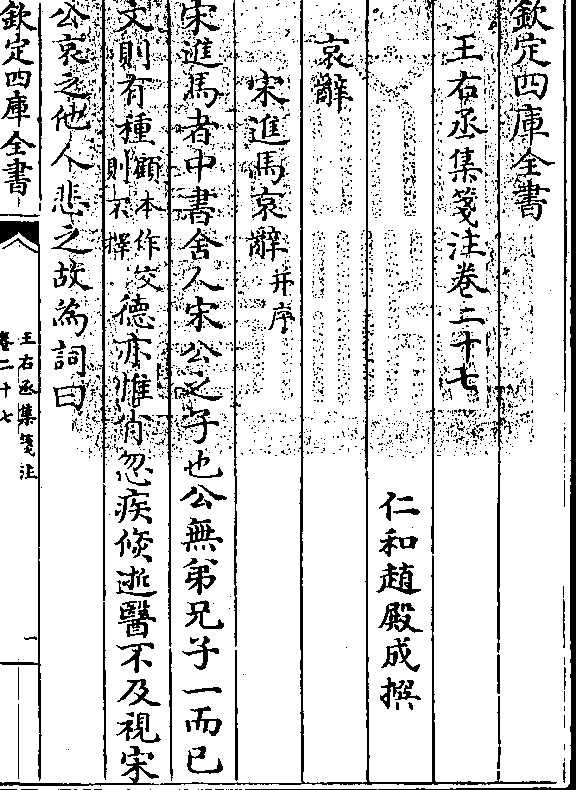 欽定四庫全書
王右丞集箋注卷二十七
仁和趙殿成撰
哀辭
宋進馬哀辭并序
宋進馬者中書舍人宋公之子也公無弟兄子一而已
文則有種顧本作文則不擇德亦惟肖忽疾倏逝醫不及視宋
公哀之他人悲之故為詞曰
欽定四庫全書
王右丞集箋注
卷二十七
一